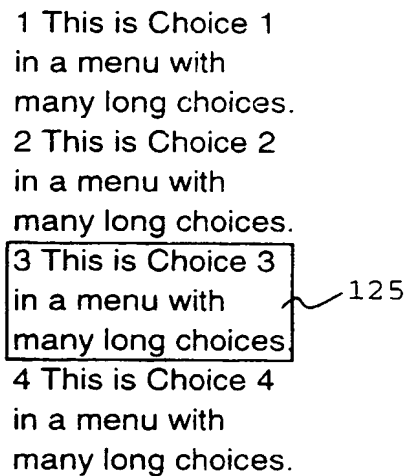 1 This is Choice 1
in a menu with
many long choices.
2 This is Choice 2
in a menu with
many long choices.
3 This is Choice 3
in a menu with
many long choices.
125
4 This is Choice 4
in a menu with
many long choices.